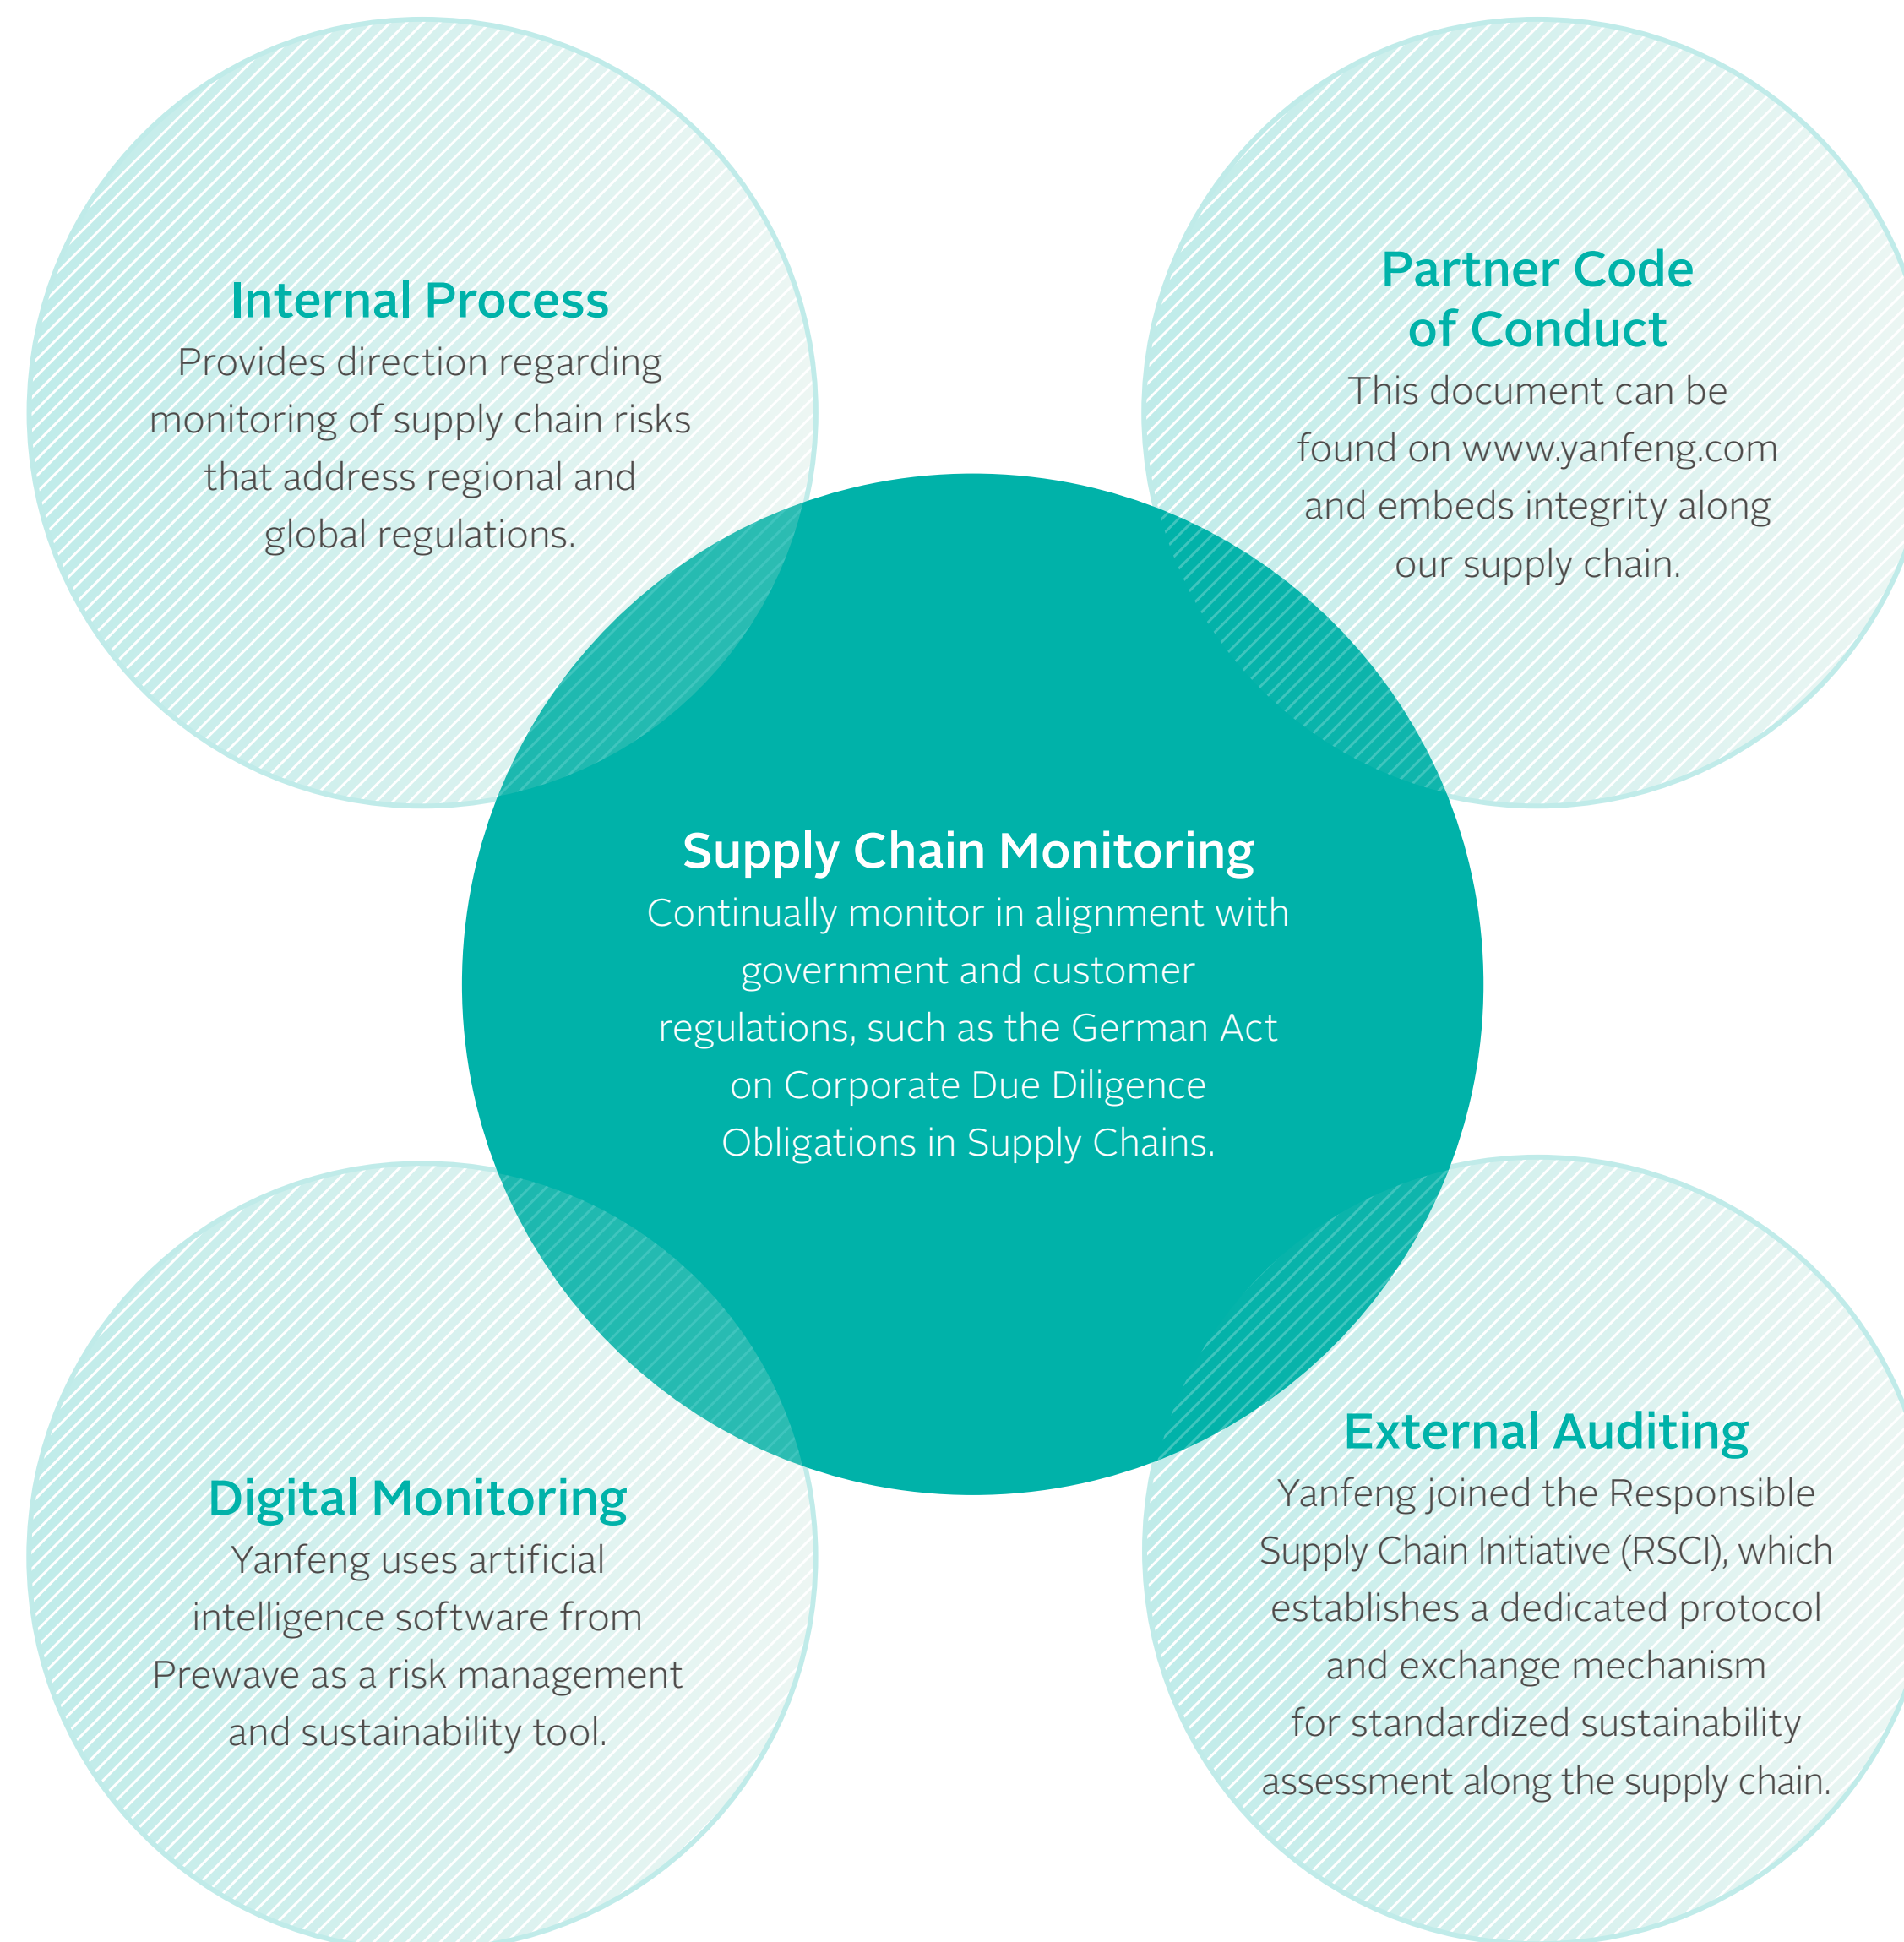 Internal Process
Provides direction regarding
monitoring of supply chain risks
that address regional and
global regulations.
Partner Code
of Conduct
This document can be
found on www.yanfeng.com
and embeds integrity along
our supply chain.
Supply Chain Monitoring
Continually monitor in alignment with
government and customer
regulations, such as the German Act
on Corporate Due Diligence
Obligations in Supply Chains.
Digital Monitoring
Yanfeng uses artificial
intelligence software from
Prewave as a risk management
and sustainability tool.
External Auditing
Yanfeng joined the Responsible
Supply Chain Initiative (RSCI), which
establishes a dedicated protocol
and exchange mechanism
for standardized sustainability
assessment along the supply chain.